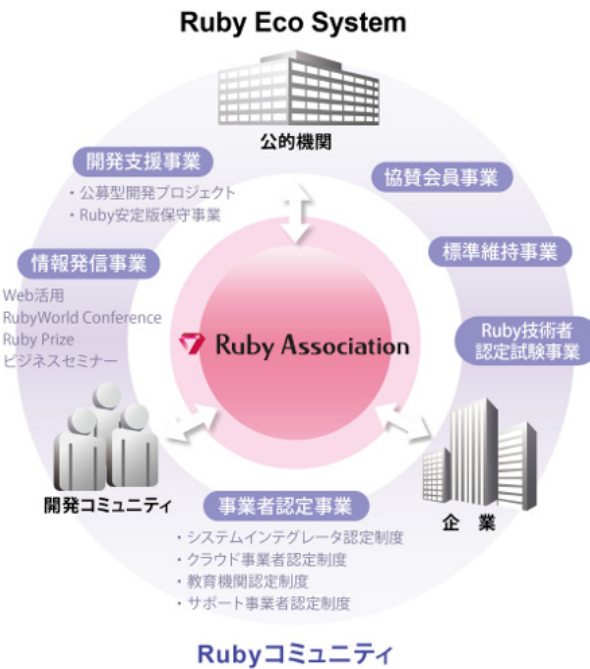 Ruby Eco System
公的機関
開発支援事業
・公募型開発プロジェクト
・Ruby安定版保守事業
協賛会員事業
情報発信事業
Web活用
RubyWorld Conference
Ruby Prize
ビジネスセミナー
標準維持事業
Ruby Association
Ruby技術者
認定試験事業
開発コミュニティ
企 業
事業者認定事業
・システムインテグレータ認定制度
・クラウド事業者認定制度
・教育機関認定制度
・サポート事業者認定制度
Rubyコミュニティ